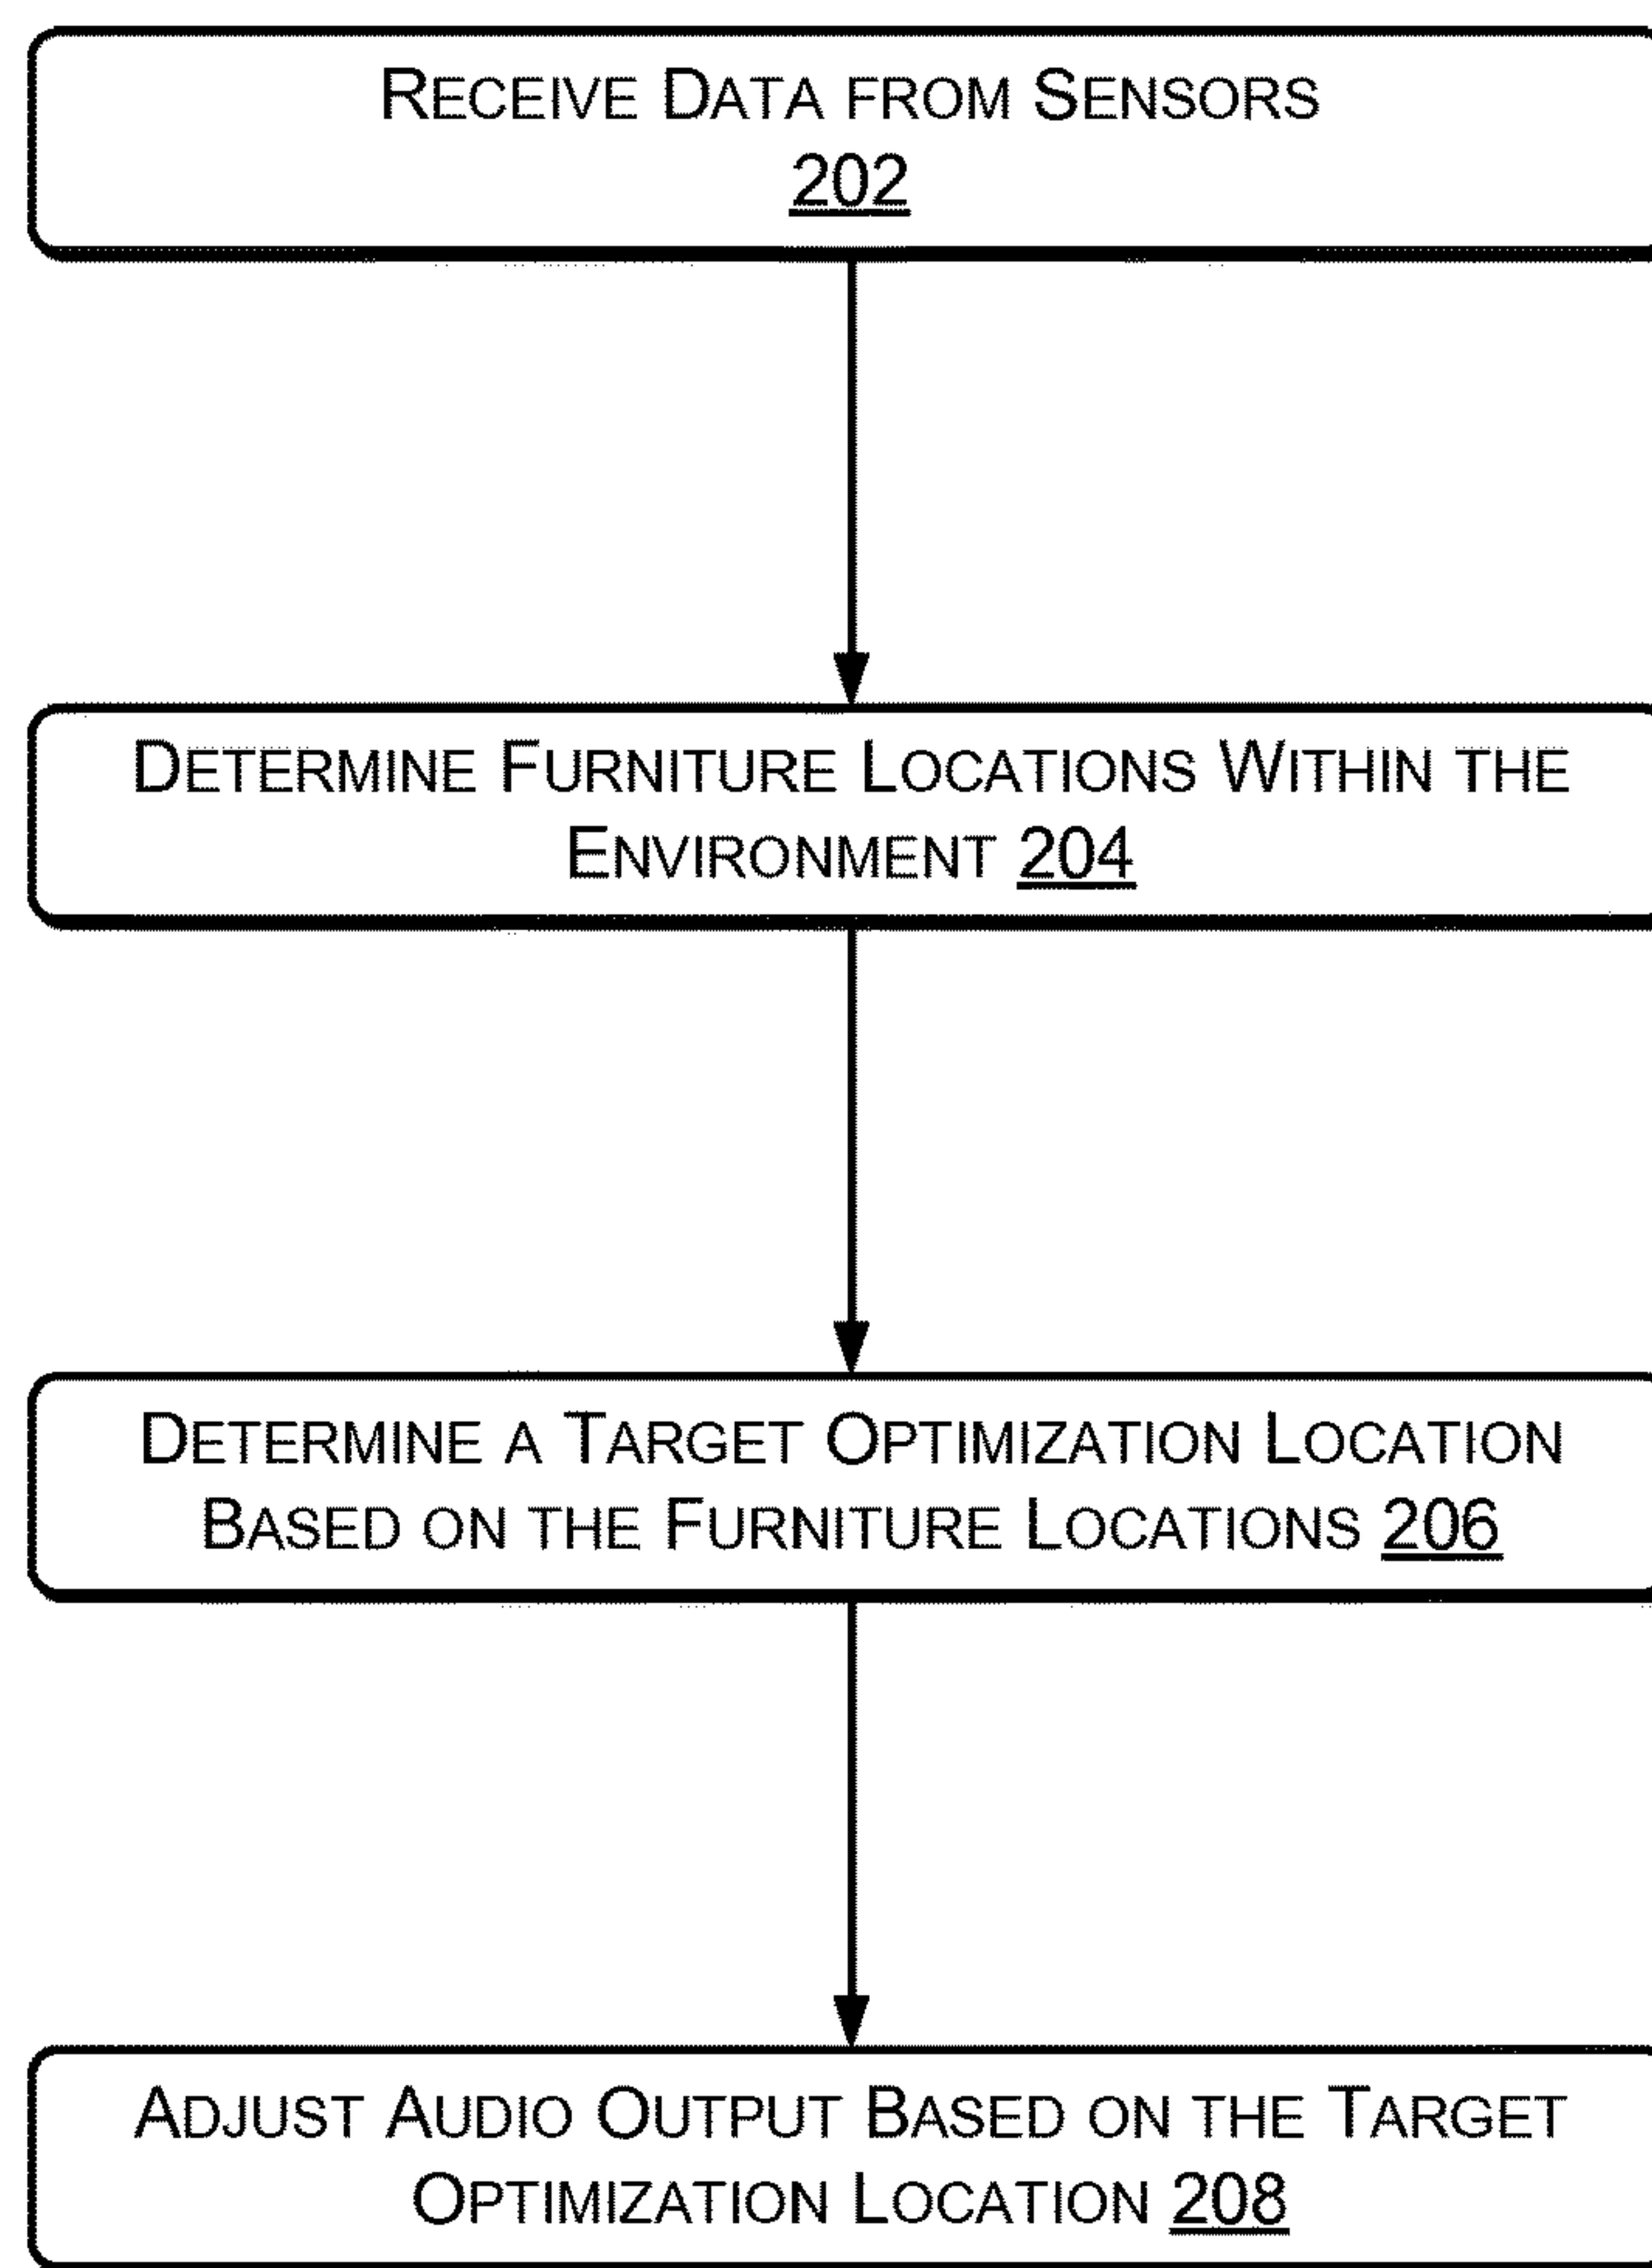 RECEIVE DATA FROM SENSORS
202
DETERMINE FURNITURE LOCATIONS WITHIN THE
ENVIRONMENT 204
DETERMINE A TARGET OPTIMIZATION LOCATION
BASED ON THE FURNITURE LOCATIONS 206
ADJUST AUDIO OUTPUT BASED ON THE TARGET
OPTIMIZATION LOCATION 208